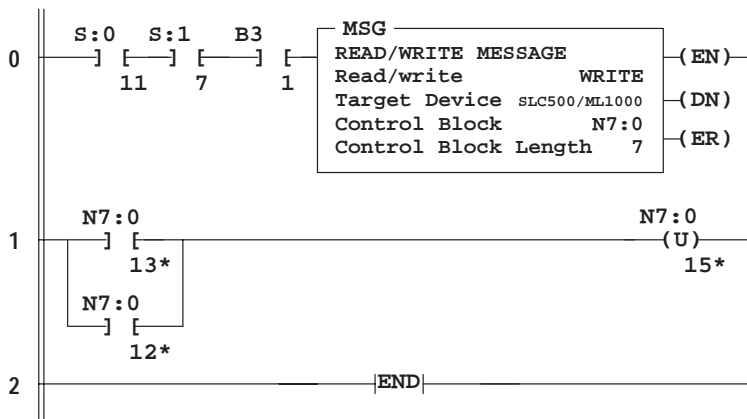 MSG
S:0 S:1 B3
READ/WRITE MESSAGE
0 ] [ ] [ ] [ (EN)
Read/write WRITE
11 7 1
Target Device SLC500/ML1000 (DN)
Control Block N7:0
(ER)
Control Block Length 7
N7:0 N7:0
1 ] [ (U)
13* 15*
N7:0
] [
12*
2 END